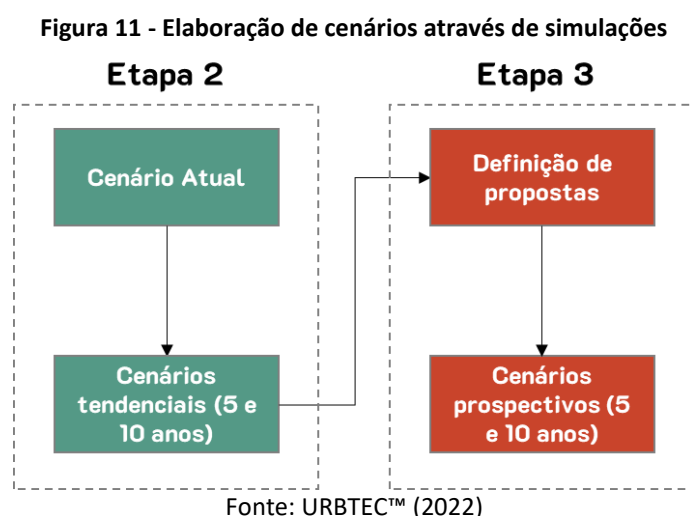 Figura 11 - Elaboração de cenários através de simulações
Etapa 2
Cenário Atual
Cenários
tendenciais (5 e
10 anos)
Etapa 3
Definição de
propostas
Cenários
prospectivos (5
e 10 anos)
Fonte: URBTEC™ (2022)